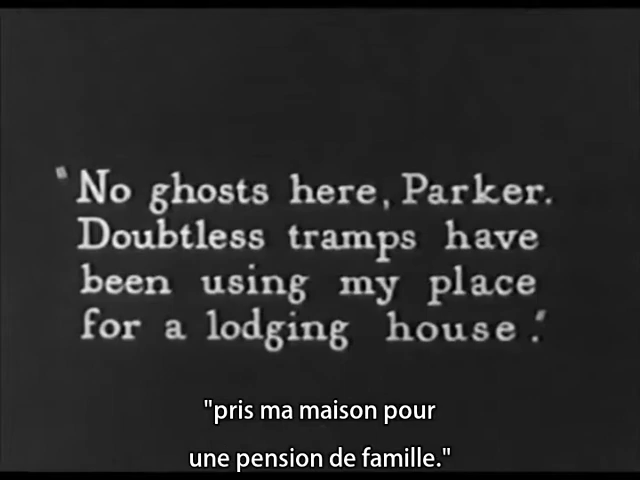 "No ghosts here, Parker.
Doubtless tramps have
been using my place
for a lodging house."
"pris ma maison pour
une pension de famille."